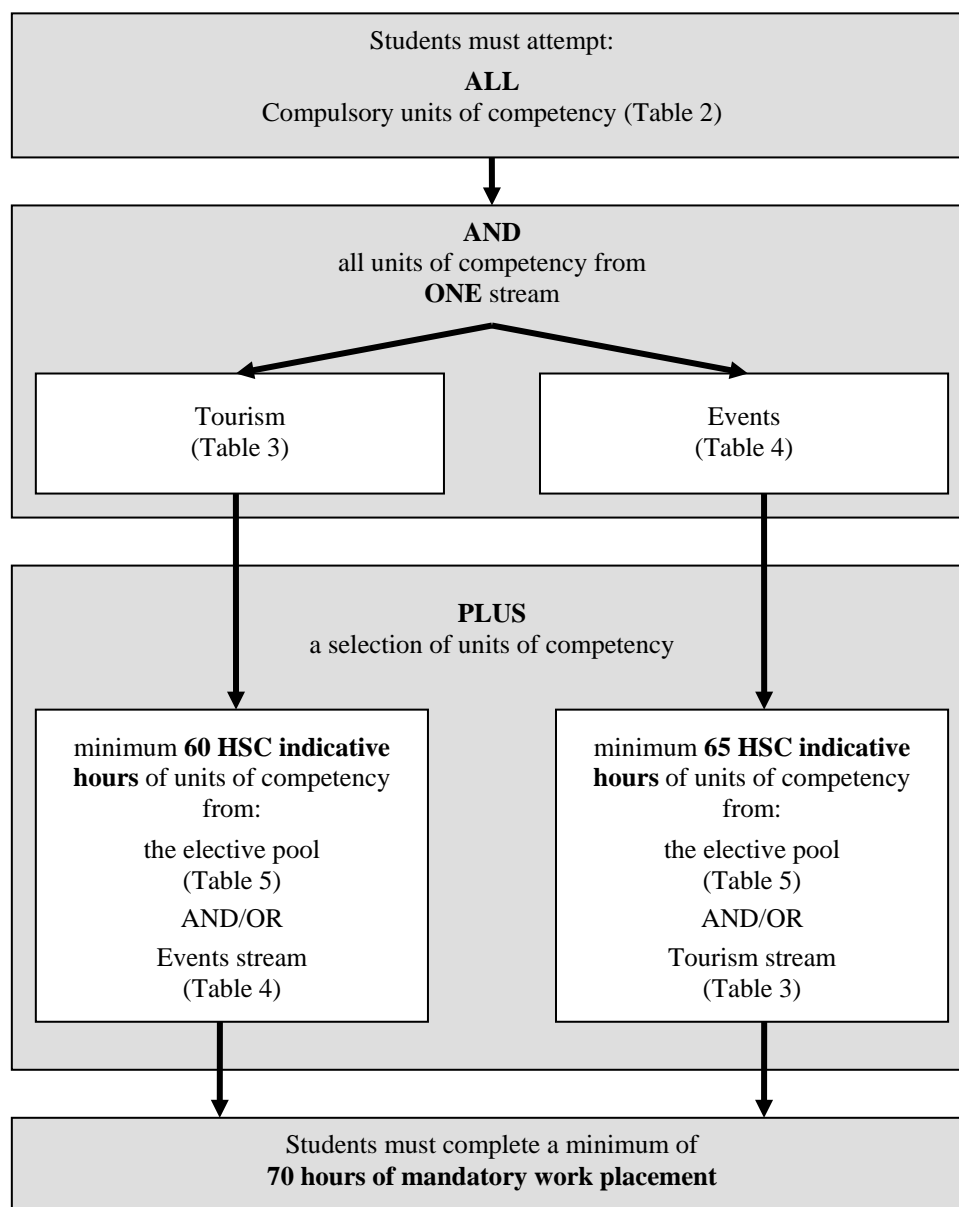 Students must attempt:
ALL
Compulsory units of competency (Table 2)
AND
all units of competency from
ONE stream
Tourism
(Table 3)
Events
(Table 4)
PLUS
a selection of units of competency
minimum 60 HSC indicative
hours of units of competency
from:
the elective pool
(Table 5)
AND/OR
Events stream
(Table 4)
minimum 65 HSC indicative
hours of units of competency
from:
the elective pool
(Table 5)
AND/OR
Tourism stream
(Table 3)
Students must complete a minimum of
70 hours of mandatory work placement